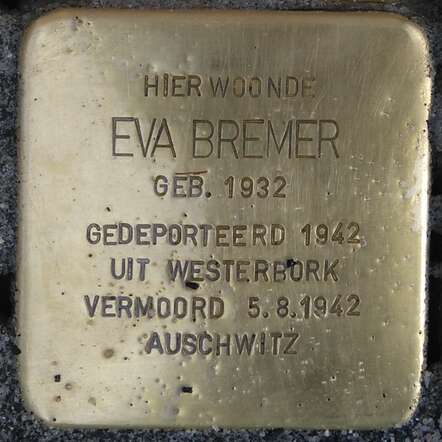 HIER WOONDE
EVA BREMER
GEB. 1932
GEDEPORTEERD 1942
UIT WESTERBORK
VERMOORD 5.8.1942
AUSCHWITZ